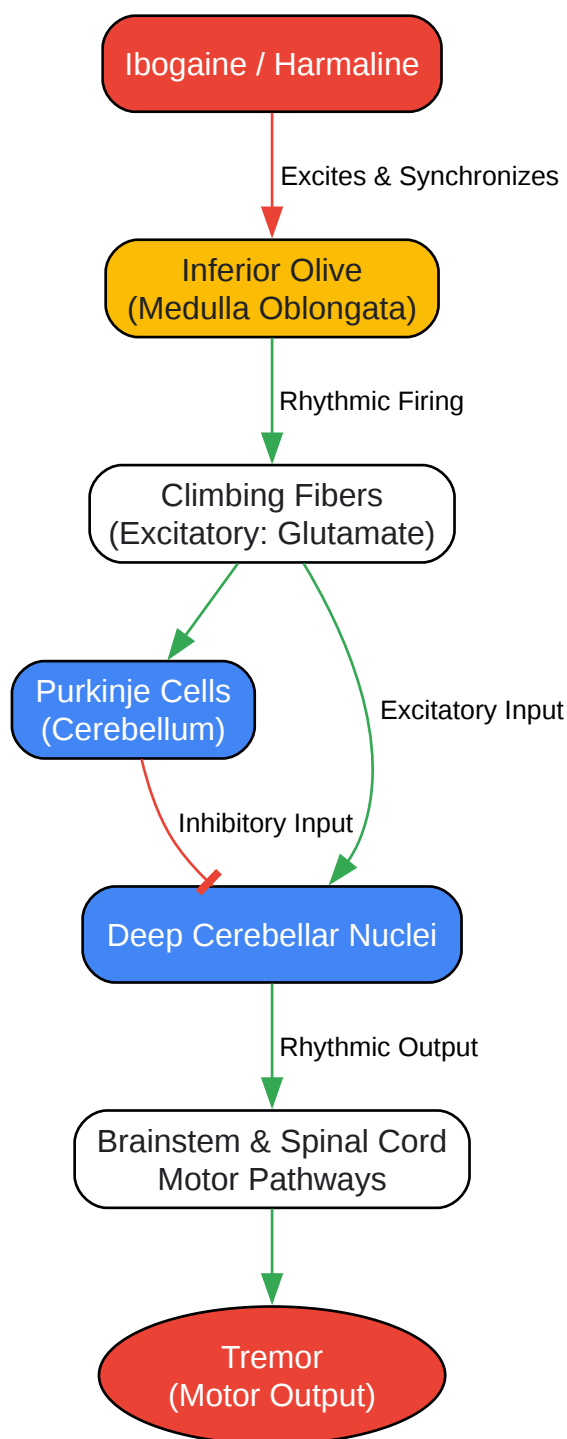 Ibogaine / Harmaline
Excites & Synchronizes
Inferior Olive
(Medulla Oblongata)
Rhythmic Firing
Climbing Fibers
(Excitatory: Glutamate)
Purkinje Cells
(Cerebellum)
Excitatory Input
Inhibitory Input
Deep Cerebellar Nuclei
Rhythmic Output
Brainstem & Spinal Cord
Motor Pathways
Tremor
(Motor Output)